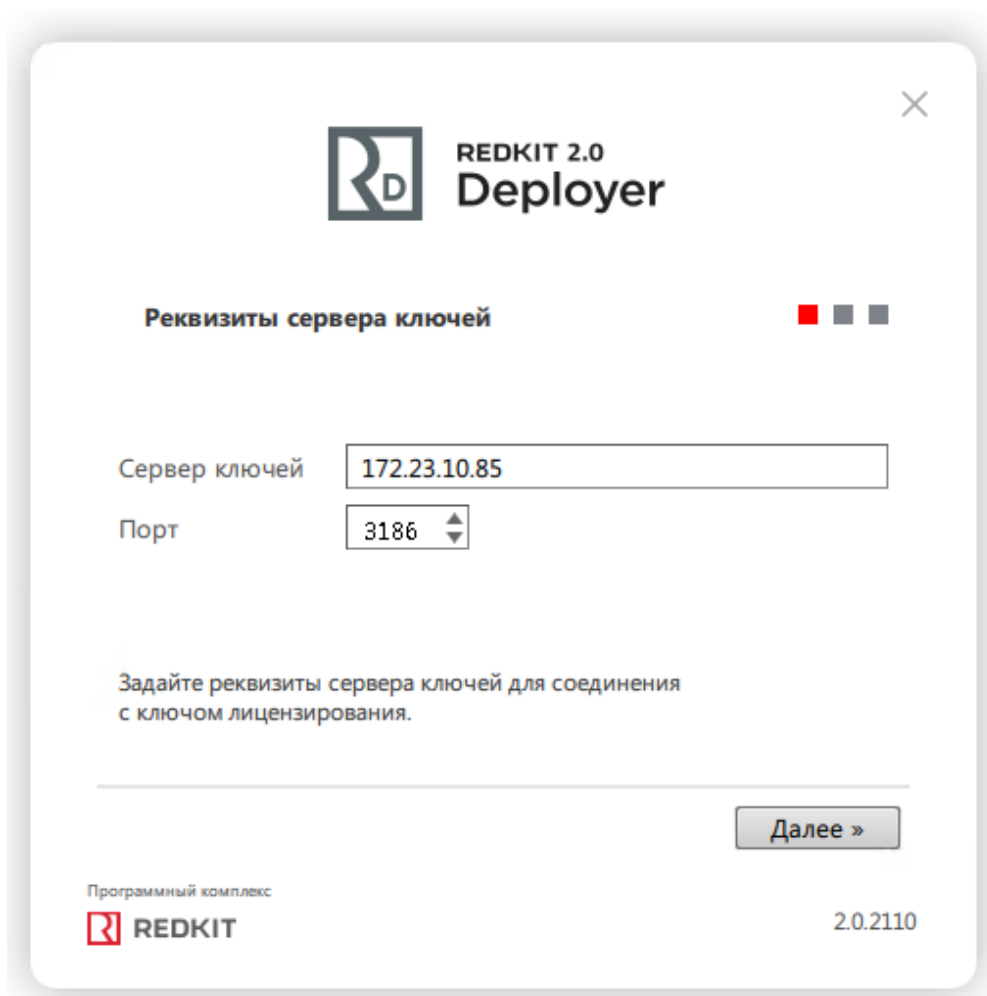 RD
REDKIT 2.0
Deployer
Реквизиты сервера ключей
Сервер ключей 172.23.10.85
Порт 3186
Задайте реквизиты сервера ключей для соединения
с ключом лицензирования.
Далее »
Программный комплекс
REDKIT
2.0.2110